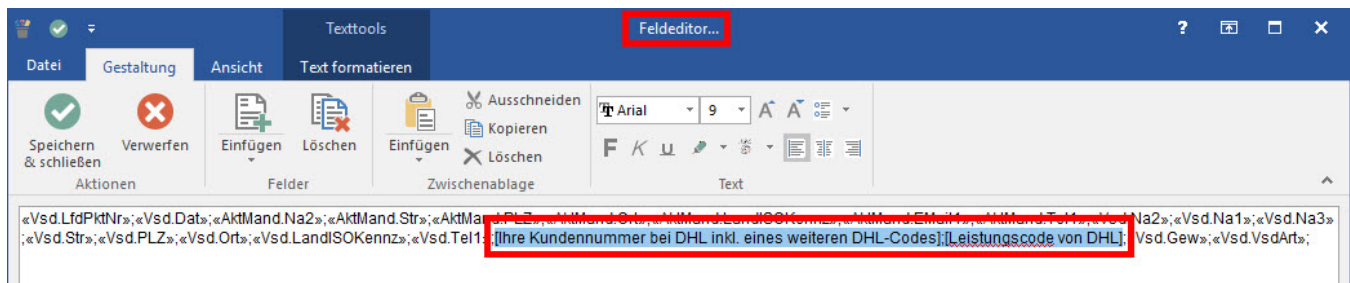 Texttools
Feldeditor...
?
Datei
Gestaltung
Ansicht
Text formatieren
Speichern & schließen
Verwerfen
Einfügen
Löschen
Einfügen
Ausschneiden
Kopieren
Löschen
Arial
9
F K U
Aktionen
Felder
Zwischenablage
Text
«Vsd.LfdPktNr»;«Vsd.Dat»;«AktMand.Na2»;«AktMand.Str»;«AktMand.PLZ»;«AktMand.Ort»;«AktMand.LandISOKennz»;«AktMand.EMail1»;«AktMand.Tel1»;«Vsd.Na2»;«Vsd.Na1»;«Vsd.Na3»
;«Vsd.Str»;«Vsd.PLZ»;«Vsd.Ort»;«Vsd.LandISOKennz»;«Vsd.Tel1»;[Ihre Kundennummer bei DHL inkl. eines weiteren DHL-Codes];[Leistungscode von DHL];«Vsd.Gew»;«Vsd.VsdArt»;